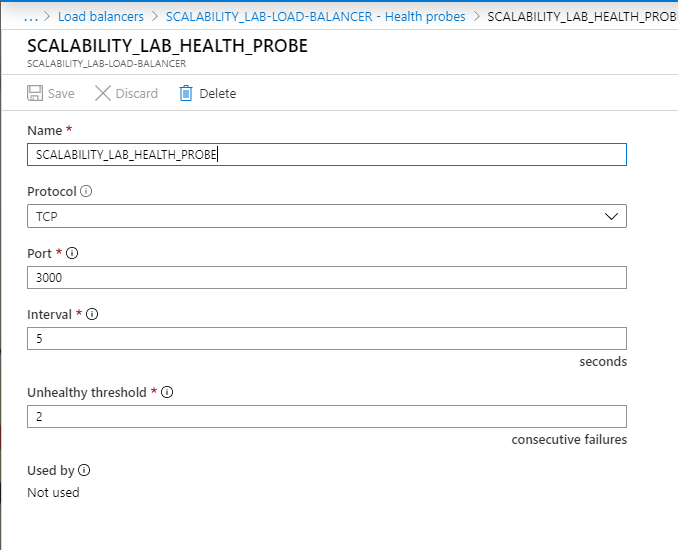 ... > Load balancers > SCALABILITY_LAB-LOAD-BALANCER - Health probes > SCALABILITY_LAB_HEALTH_PROBE
SCALABILITY_LAB_HEALTH_PROBE
SCALABILITY_LAB-LOAD-BALANCER
Save Discard Delete
Name *
SCALABILITY_LAB_HEALTH_PROBE
Protocol
TCP
Port *
3000
Interval *
5
seconds
Unhealthy threshold *
2
consecutive failures
Used by
Not used